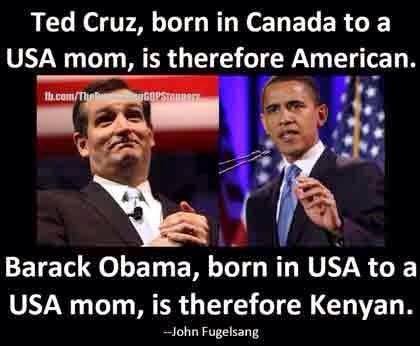 Ted Cruz, born in Canada to a
USA mom, is therefore American.
Barack Obama, born in USA to a
USA mom, is therefore Kenyan.
--John Fugelsang